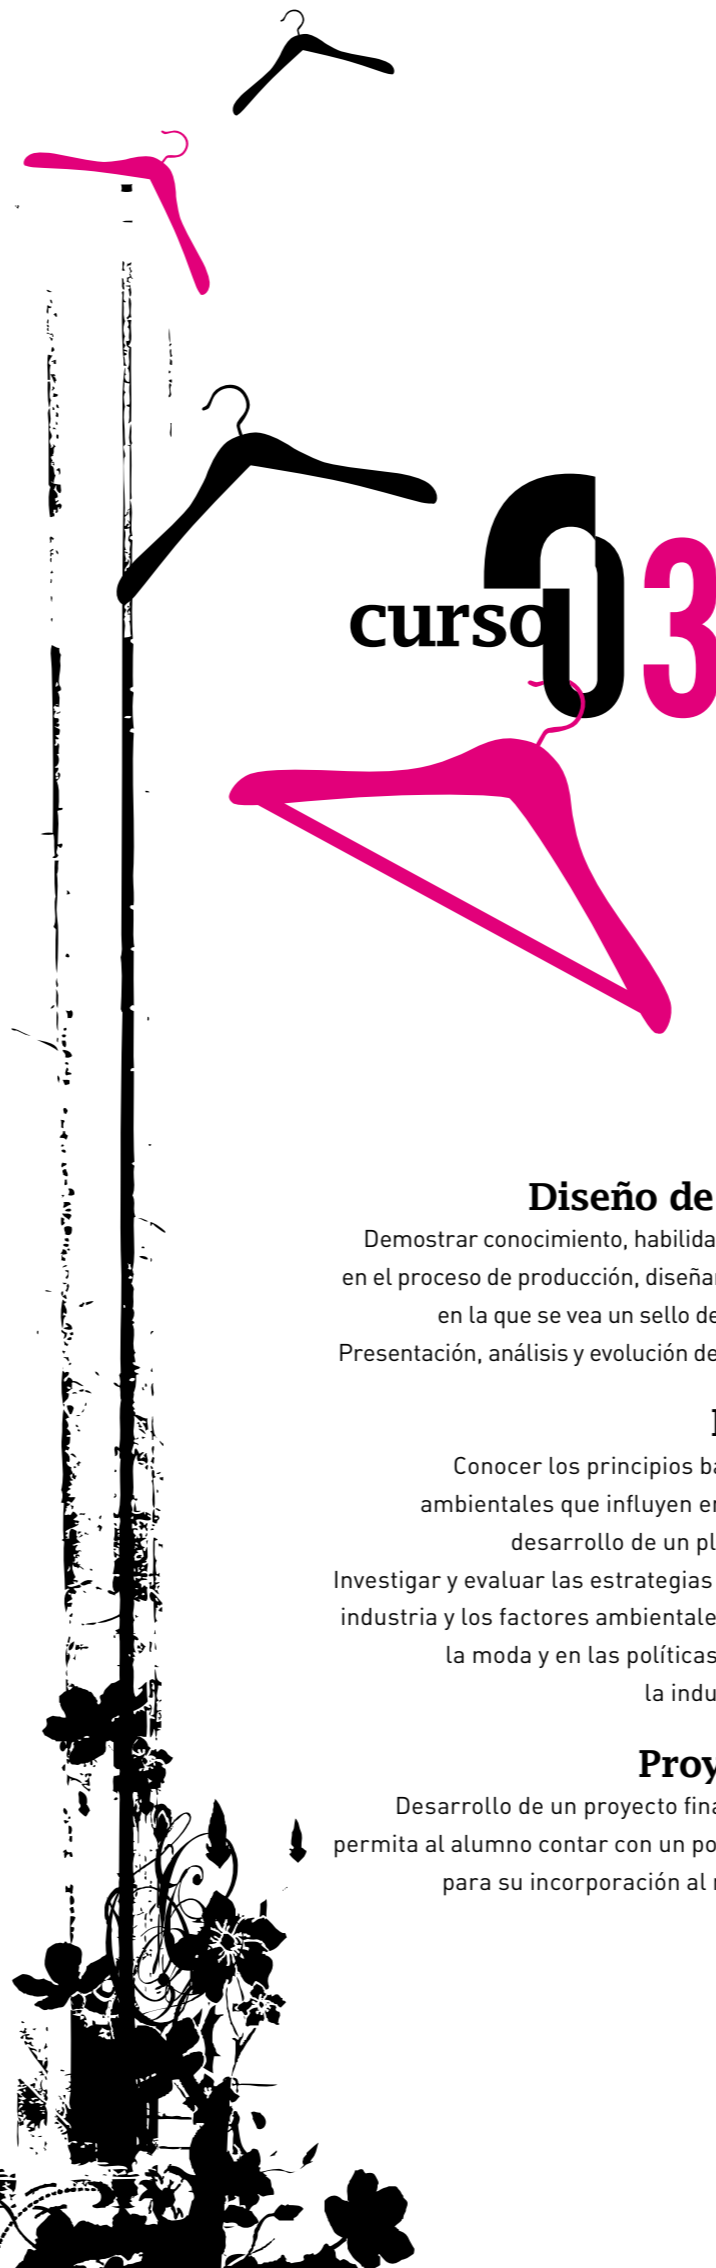 curso 03
Diseño de
Demostrar conocimiento, habilida
en el proceso de producción, diseñar
en la que se vea un sello de
Presentación, análisis y evolución de
Conocer los principios ba
ambientales que influyen en
desarrollo de un pl
Investigar y evaluar las estrategias
industria y los factores ambientale
la moda y en las políticas
la indu
Proy
Desarrollo de un proyecto fina
permita al alumno contar con un po
para su incorporación al